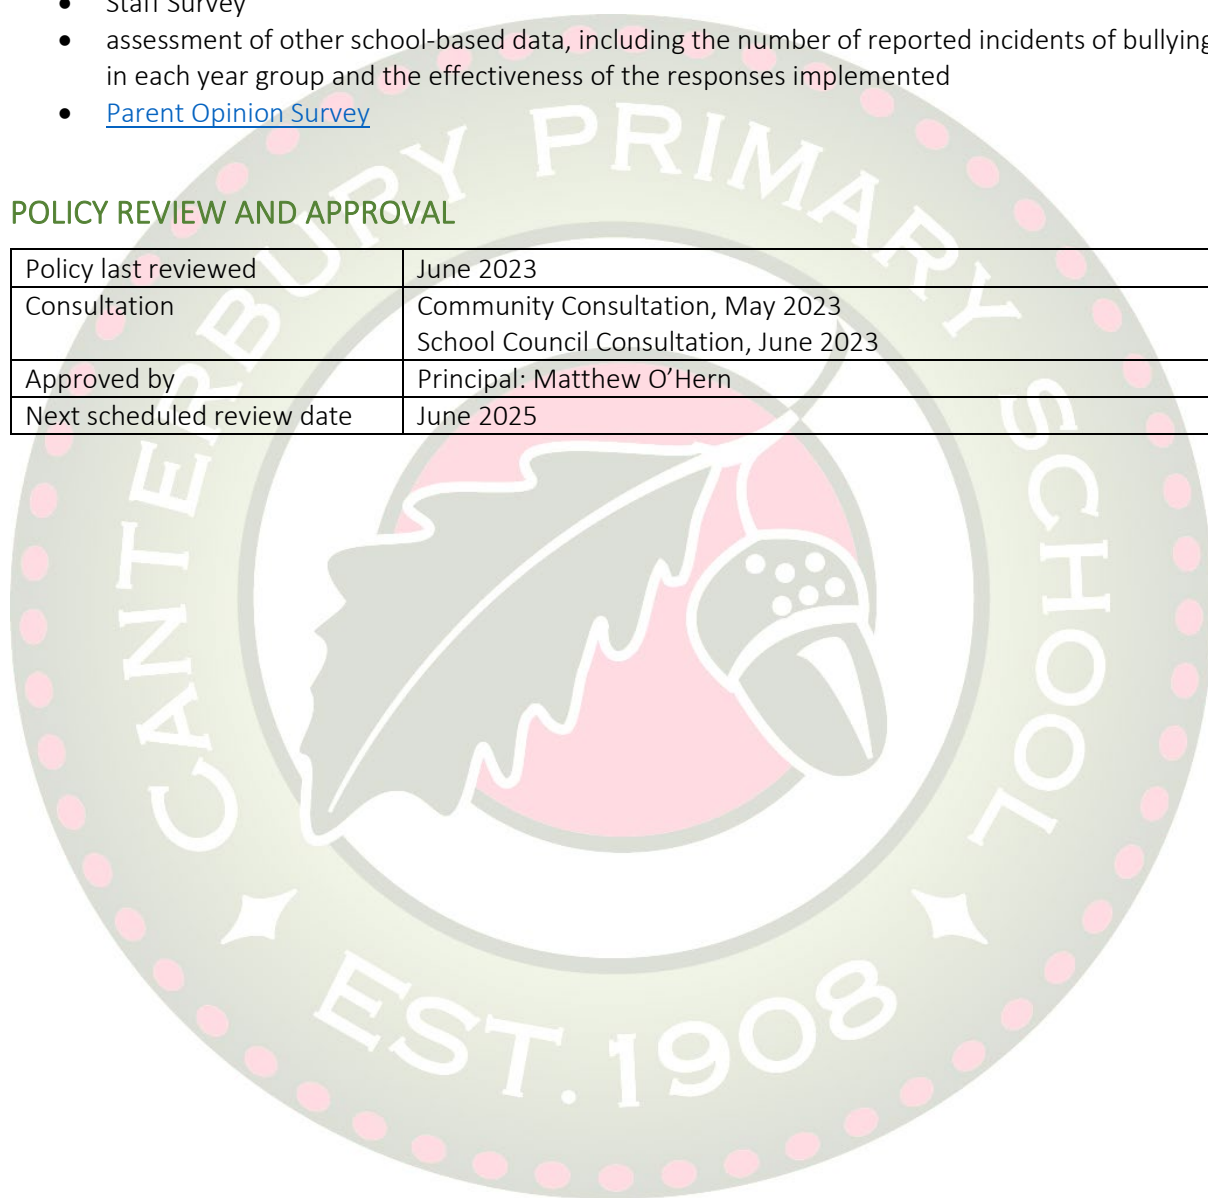 • Staff Survey
• assessment of other school-based data, including the number of reported incidents of bullying
in each year group and the effectiveness of the responses implemented
• Parent Opinion Survey
POLICY REVIEW AND APPROVAL
Policy last reviewed June 2023
Consultation Community Consultation, May 2023
School Council Consultation, June 2023
Approved by Principal: Matthew O’Hern
Next scheduled review date June 2025
CANTERBURY PRIMARY SCHOOL
EST. 1908